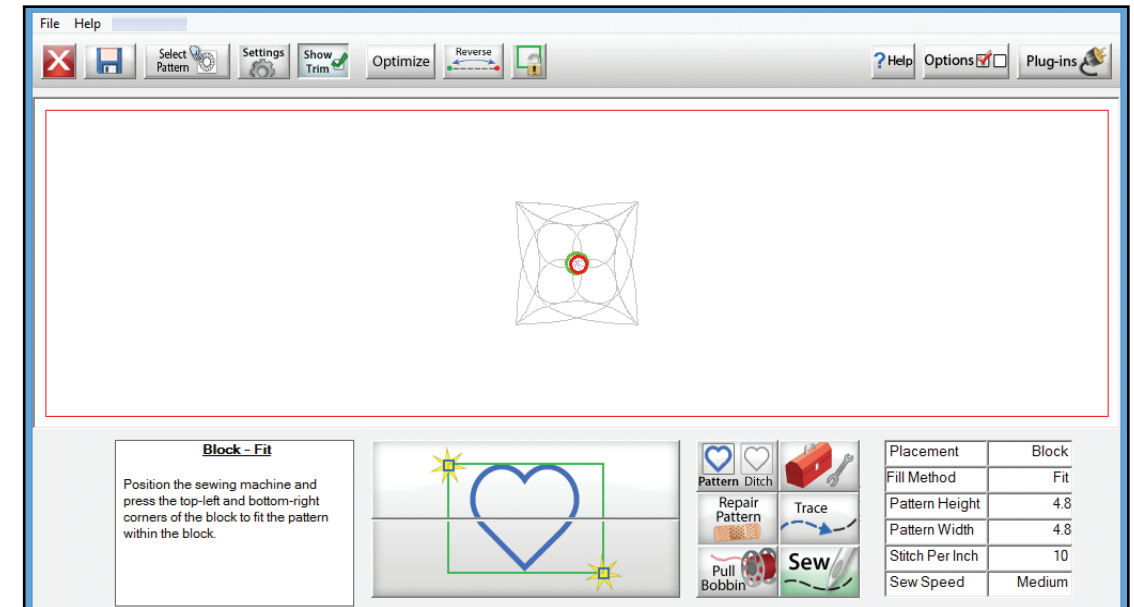 File Help
Select
Pattern
Settings
Show
Trim
Optimize
Reverse
? Help
Options
Plug-ins
Block - Fit
Position the sewing machine and
press the top-left and bottom-right
corners of the block to fit the pattern
within the block.
Pattern Ditch
Repair
Pattern
Trace
Pull
Bobbin
Sew
Placement Block
Fill Method Fit
Pattern Height 4.8
Pattern Width 4.8
Stitch Per Inch 10
Sew Speed Medium